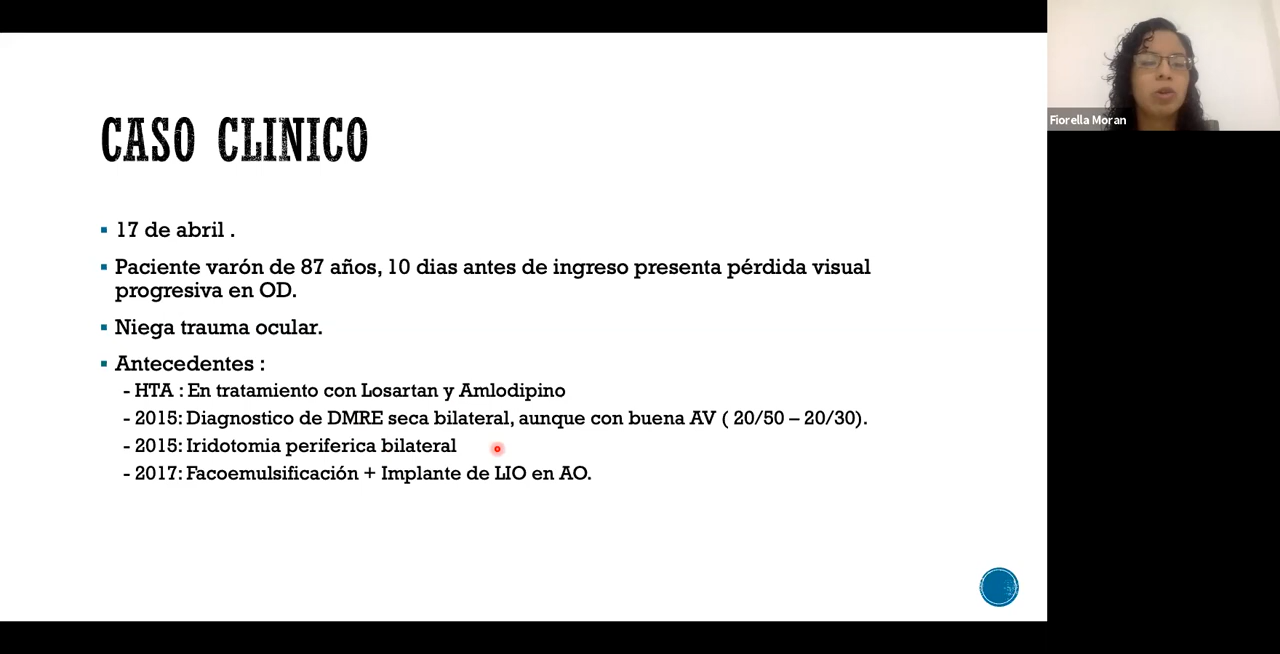 CASO CLINICO
▪ 17 de abril .
▪ Paciente varón de 87 años, 10 dias antes de ingreso presenta pérdida visual
progresiva en OD.
▪ Niega trauma ocular.
▪ Antecedentes :
- HTA : En tratamiento con Losartan y Amlodipino
- 2015: Diagnostico de DMRE seca bilateral, aunque con buena AV ( 20/50 – 20/30).
- 2015: Iridotomia periferica bilateral
- 2017: Facoemulsificación + Implante de LIO en AO.
Fiorella Moran